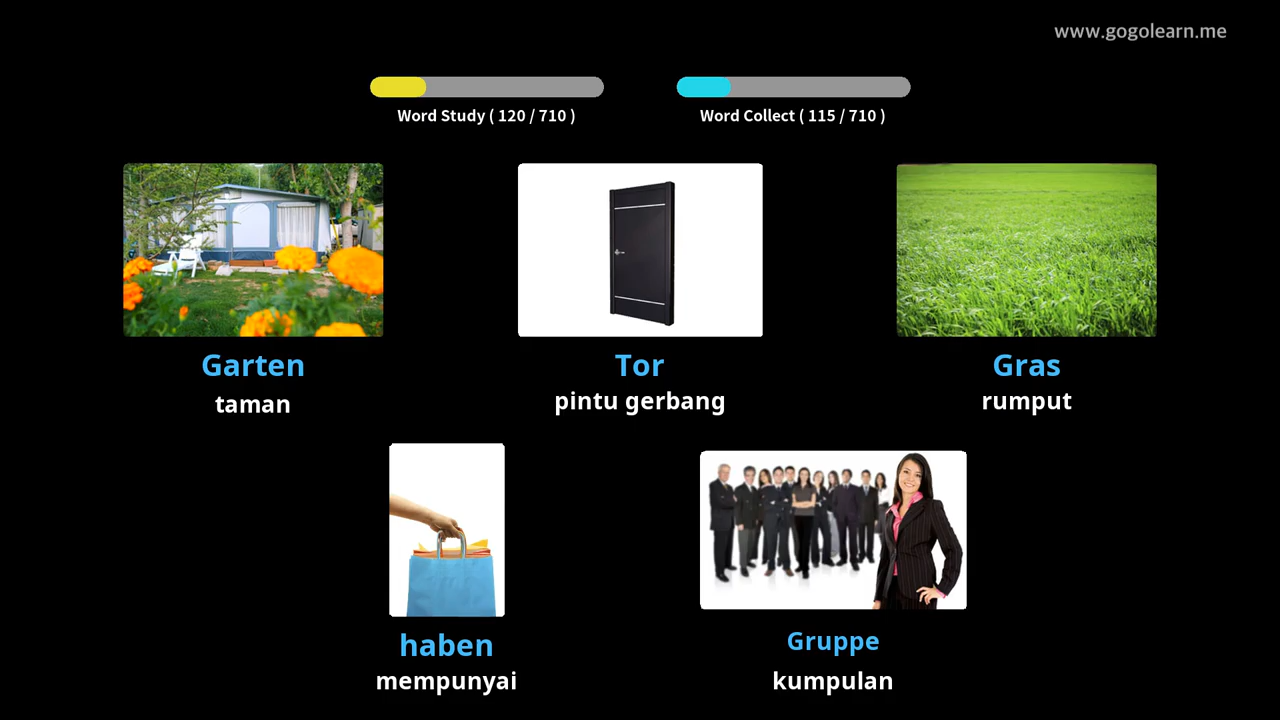 www.gogolearn.me
Word Study ( 120 / 710 )
Word Collect ( 115 / 710 )
Garten
taman
Tor
pintu gerbang
Gras
rumput
haben
mempunyai
Gruppe
kumpulan